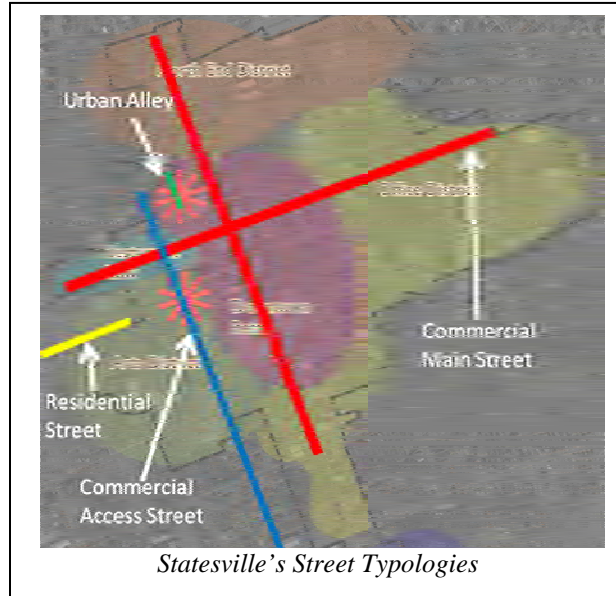 North End District
Urban Alley
Commercial
Main Street
Residential
Street
Commercial
Access Street
Statesville’s Street Typologies